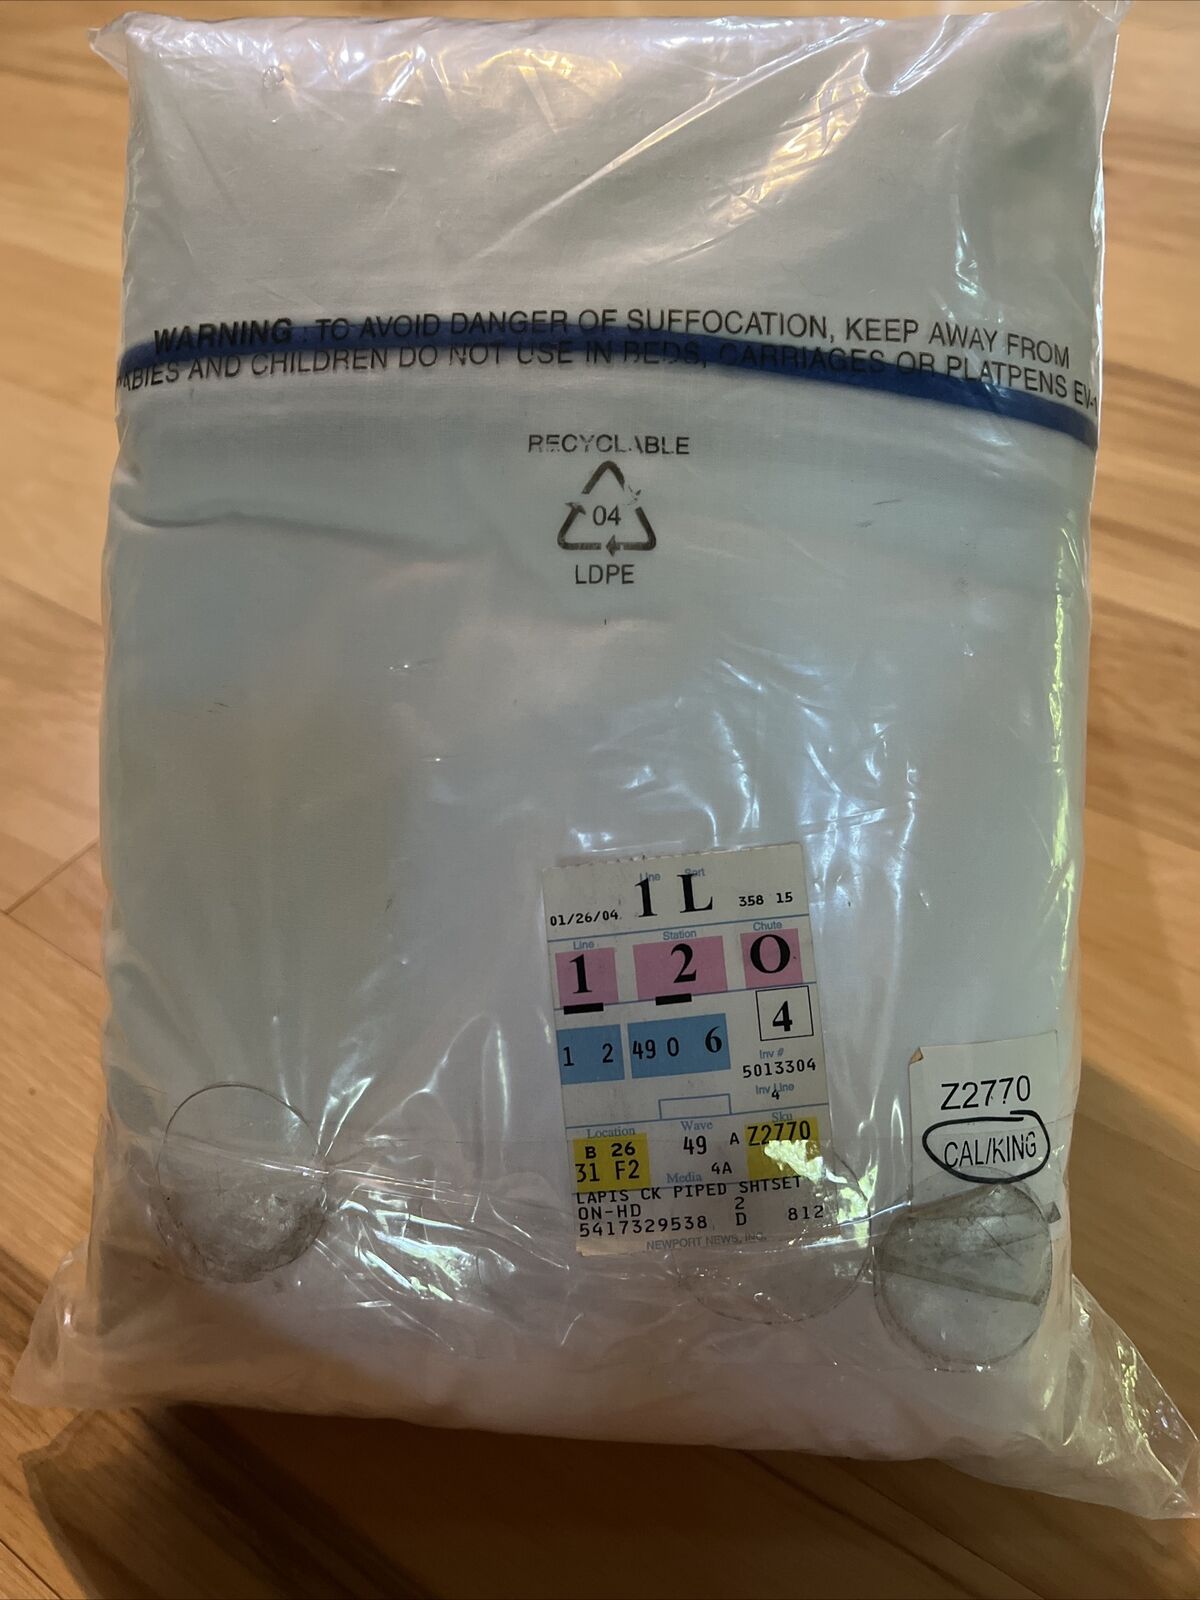 WARNING : TO AVOID DANGER OF SUFFOCATION, KEEP AWAY FROM
BABIES AND CHILDREN DO NOT USE IN BEDS, CARRIAGES OR PLATPENS
RECYCLABLE
04
LDPE
Line Sort
01/26/04 1 L 358 15
Line Station Chute
1 2 O
4
1 2 49 0 6
Inv #
5013304
Inv Line
4
Location Wave Sku
B 26 49 A Z2770
31 F2 Media 4A
LAPIS CK PIPED SHTSET
ON-HD 2
5417329538 D 812
NEWPORT NEWS, INC.
Z2770
CAL/KING